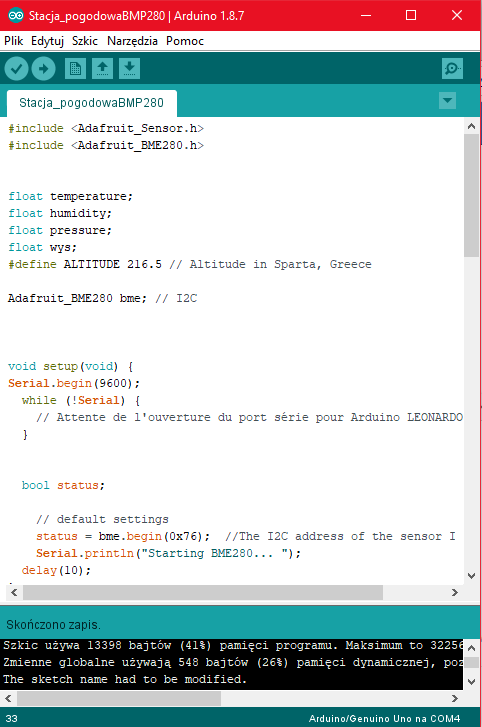 Stacja_pogodowaBMP280 | Arduino 1.8.7
Plik Edytuj Szkic Narzędzia Pomoc
Stacja_pogodowaBMP280
#include <Adafruit_Sensor.h>
#include <Adafruit_BME280.h>
float temperature;
float humidity;
float pressure;
float wys;
#define ALTITUDE 216.5 // Altitude in Sparta, Greece
Adafruit_BME280 bme; // I2C
void setup(void) {
Serial.begin(9600);
while (!Serial) {
// Attente de l'ouverture du port série pour Arduino LEONARDO
}
bool status;
// default settings
status = bme.begin(0x76); //The I2C address of the sensor I
Serial.println("Starting BME280... ");
delay(10);
Skończono zapis.
Szkic używa 13398 bajtów (41%) pamięci programu. Maksimum to 32256
Zmienne globalne używają 548 bajtów (26%) pamięci dynamicznej, poz
The sketch name had to be modified.
33 Arduino/Genuino Uno na COM4